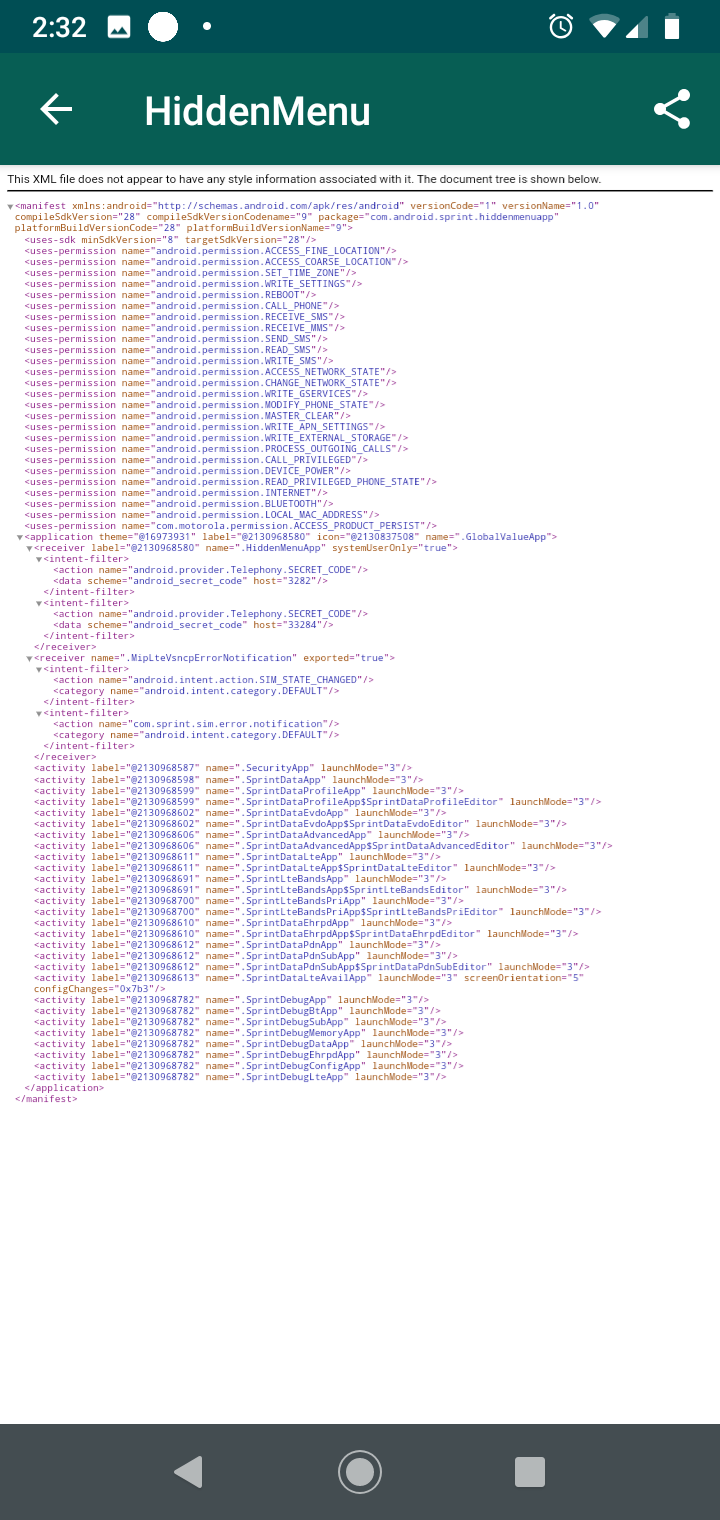 2:32
HiddenMenu
This XML file does not appear to have any style information associated with it. The document tree is shown below.
<manifest xmlns:android="http://schemas.android.com/apk/res/android" versionCode="1" versionName="1.0"
compileSdkVersion="28" compileSdkVersionCodename="9" package="com.android.sprint.hiddenmenuapp"
platformBuildVersionCode="28" platformBuildVersionName="9">
<uses-sdk minSdkVersion="8" targetSdkVersion="28"/>
<uses-permission name="android.permission.ACCESS_FINE_LOCATION"/>
<uses-permission name="android.permission.ACCESS_COARSE_LOCATION"/>
<uses-permission name="android.permission.SET_TIME_ZONE"/>
<uses-permission name="android.permission.WRITE_SETTINGS"/>
<uses-permission name="android.permission.REBOOT"/>
<uses-permission name="android.permission.CALL_PHONE"/>
<uses-permission name="android.permission.RECEIVE_SMS"/>
<uses-permission name="android.permission.RECEIVE_MMS"/>
<uses-permission name="android.permission.SEND_SMS"/>
<uses-permission name="android.permission.READ_SMS"/>
<uses-permission name="android.permission.WRITE_SMS"/>
<uses-permission name="android.permission.ACCESS_NETWORK_STATE"/>
<uses-permission name="android.permission.CHANGE_NETWORK_STATE"/>
<uses-permission name="android.permission.WRITE_GSERVICES"/>
<uses-permission name="android.permission.MODIFY_PHONE_STATE"/>
<uses-permission name="android.permission.MASTER_CLEAR"/>
<uses-permission name="android.permission.WRITE_APN_SETTINGS"/>
<uses-permission name="android.permission.WRITE_EXTERNAL_STORAGE"/>
<uses-permission name="android.permission.PROCESS_OUTGOING_CALLS"/>
<uses-permission name="android.permission.CALL_PRIVILEGED"/>
<uses-permission name="android.permission.DEVICE_POWER"/>
<uses-permission name="android.permission.READ_PRIVILEGED_PHONE_STATE"/>
<uses-permission name="android.permission.INTERNET"/>
<uses-permission name="android.permission.BLUETOOTH"/>
<uses-permission name="android.permission.LOCAL_MAC_ADDRESS"/>
<uses-permission name="com.motorola.permission.ACCESS_PRODUCT_PERSIST"/>
<application theme="@16973931" label="@2130968580" icon="@2130837508" name=".GlobalValueApp">
<receiver label="@2130968580" name=".HiddenMenuApp" systemUserOnly="true">
<intent-filter>
<action name="android.provider.Telephony.SECRET_CODE"/>
<data scheme="android_secret_code" host="3282"/>
</intent-filter>
<intent-filter>
<action name="android.provider.Telephony.SECRET_CODE"/>
<data scheme="android_secret_code" host="33284"/>
</intent-filter>
</receiver>
<receiver name=".MipLteVsncpErrorNotification" exported="true">
<intent-filter>
<action name="android.intent.action.SIM_STATE_CHANGED"/>
<category name="android.intent.category.DEFAULT"/>
</intent-filter>
<intent-filter>
<action name="com.sprint.sim.error.notification"/>
<category name="android.intent.category.DEFAULT"/>
</intent-filter>
</receiver>
<activity label="@2130968587" name=".SecurityApp" launchMode="3"/>
<activity label="@2130968598" name=".SprintDataApp" launchMode="3"/>
<activity label="@2130968599" name=".SprintDataProfileApp" launchMode="3"/>
<activity label="@2130968599" name=".SprintDataProfileApp$SprintDataProfileEditor" launchMode="3"/>
<activity label="@2130968602" name=".SprintDataEvdoApp" launchMode="3"/>
<activity label="@2130968602" name=".SprintDataEvdoApp$SprintDataEvdoEditor" launchMode="3"/>
<activity label="@2130968606" name=".SprintDataAdvancedApp" launchMode="3"/>
<activity label="@2130968606" name=".SprintDataAdvancedApp$SprintDataAdvancedEditor" launchMode="3"/>
<activity label="@2130968611" name=".SprintDataLteApp" launchMode="3"/>
<activity label="@2130968611" name=".SprintDataLteApp$SprintDataLteEditor" launchMode="3"/>
<activity label="@2130968691" name=".SprintLteBandsApp" launchMode="3"/>
<activity label="@2130968691" name=".SprintLteBandsApp$SprintLteBandsEditor" launchMode="3"/>
<activity label="@2130968700" name=".SprintLteBandsPriApp" launchMode="3"/>
<activity label="@2130968700" name=".SprintLteBandsPriApp$SprintLteBandsPriEditor" launchMode="3"/>
<activity label="@2130968610" name=".SprintDataEhrpdApp" launchMode="3"/>
<activity label="@2130968610" name=".SprintDataEhrpdApp$SprintDataEhrpdEditor" launchMode="3"/>
<activity label="@2130968612" name=".SprintDataPdnApp" launchMode="3"/>
<activity label="@2130968612" name=".SprintDataPdnSubApp" launchMode="3"/>
<activity label="@2130968612" name=".SprintDataPdnSubApp$SprintDataPdnSubEditor" launchMode="3"/>
<activity label="@2130968613" name=".SprintDataLteAvailApp" launchMode="3" screenOrientation="5"
configChanges="0x7b3"/>
<activity label="@2130968782" name=".SprintDebugApp" launchMode="3"/>
<activity label="@2130968782" name=".SprintDebugBtApp" launchMode="3"/>
<activity label="@2130968782" name=".SprintDebugSubApp" launchMode="3"/>
<activity label="@2130968782" name=".SprintDebugMemoryApp" launchMode="3"/>
<activity label="@2130968782" name=".SprintDebugDataApp" launchMode="3"/>
<activity label="@2130968782" name=".SprintDebugEhrpdApp" launchMode="3"/>
<activity label="@2130968782" name=".SprintDebugConfigApp" launchMode="3"/>
<activity label="@2130968782" name=".SprintDebugLteApp" launchMode="3"/>
</application>
</manifest>